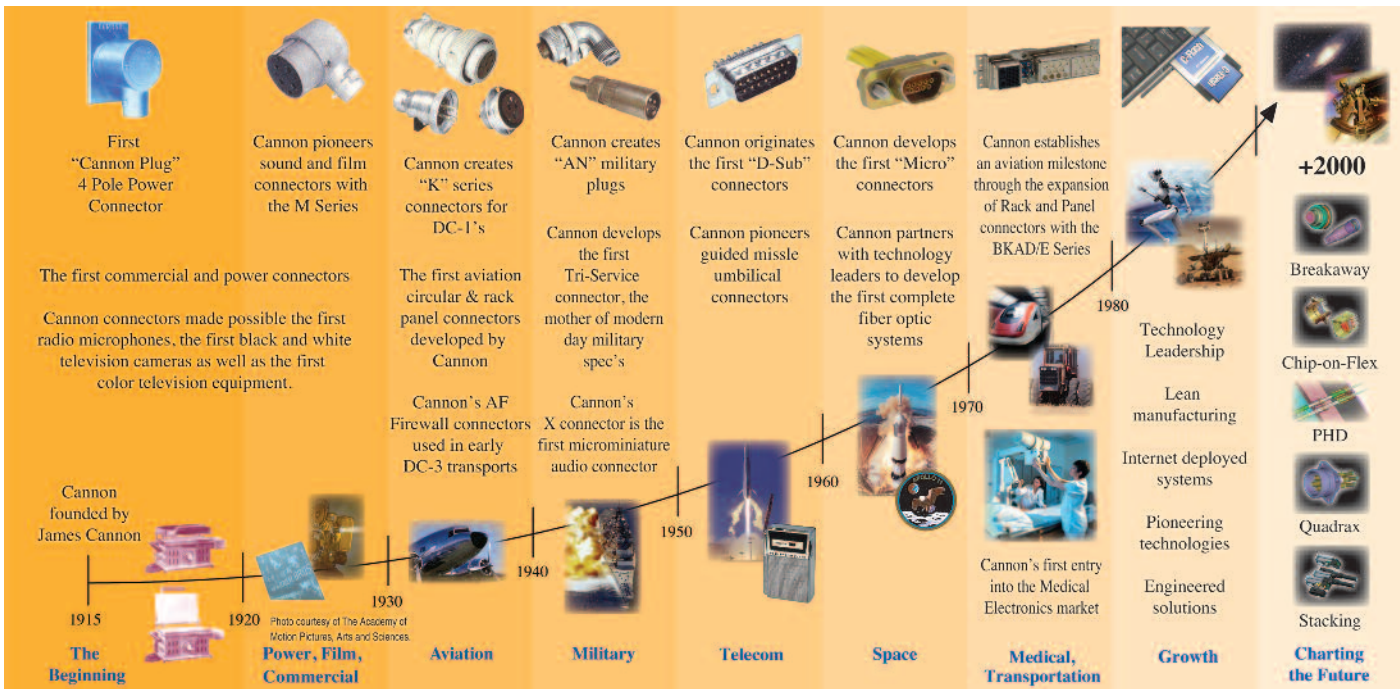 First
“Cannon Plug”
4 Pole Power
Connector
Cannon pioneers
sound and film
connectors with
the M Series
The first commercial and power connectors
Cannon connectors made possible the first
radio microphones, the first black and white
television cameras as well as the first
color television equipment.
Cannon
founded by
James Cannon
1915
The
Beginning
1920
Photo courtesy of The Academy of
Motion Pictures, Arts and Sciences.
Power, Film,
Commercial
1930
Cannon creates
“K” series
connectors for
DC-1's
The first aviation
circular & rack
panel connectors
developed by
Cannon
Cannon's AF
Firewall connectors
used in early
DC-3 transports
Aviation
1940
Cannon creates
“AN” military
plugs
Cannon develops
the first
Tri-Service
connector, the
mother of modern
day military
spec's
Cannon's
X connector is the
first microminiature
audio connector
Military
1950
Cannon originates
the first “D-Sub”
connectors
Cannon pioneers
guided missle
umbilical
connectors
Telecom
1960
Cannon develops
the first “Micro”
connectors
Cannon partners
with technology
leaders to develop
the first complete
fiber optic
systems
APOLLO 11
Space
1970
Cannon establishes
an aviation milestone
through the expansion
of Rack and Panel
connectors with the
BKAD/E Series
Cannon's first entry
into the Medical
Electronics market
Medical,
Transportation
1980
Technology
Leadership
Lean
manufacturing
Internet deployed
systems
Pioneering
technologies
Engineered
solutions
Growth
+2000
Breakaway
Chip-on-Flex
PHD
Quadrax
Stacking
Charting
the Future